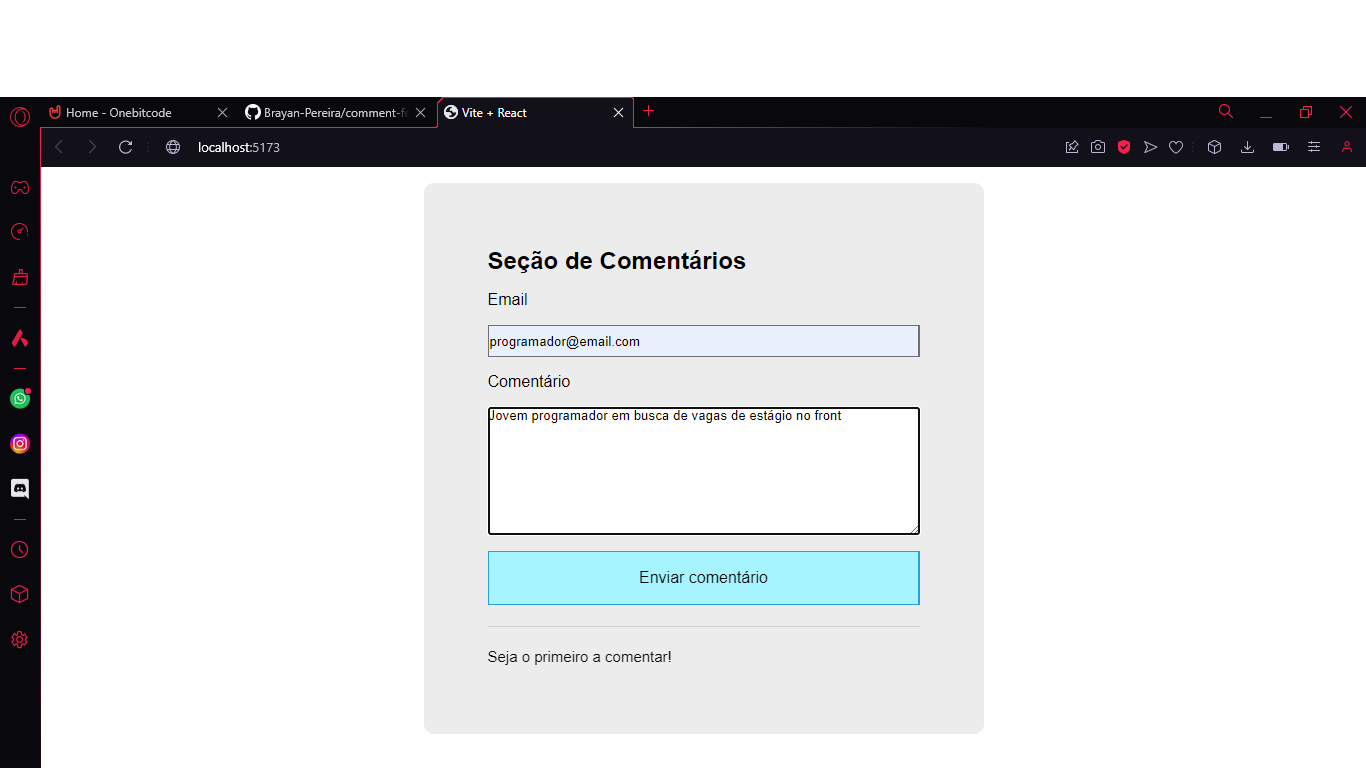 Home - Onebitcode
Brayan-Pereira/comment-fe
Vite + React
localhost:5173
Seção de Comentários
Email
programador@email.com
Comentário
Jovem programador em busca de vagas de estágio no front
Enviar comentário
Seja o primeiro a comentar!